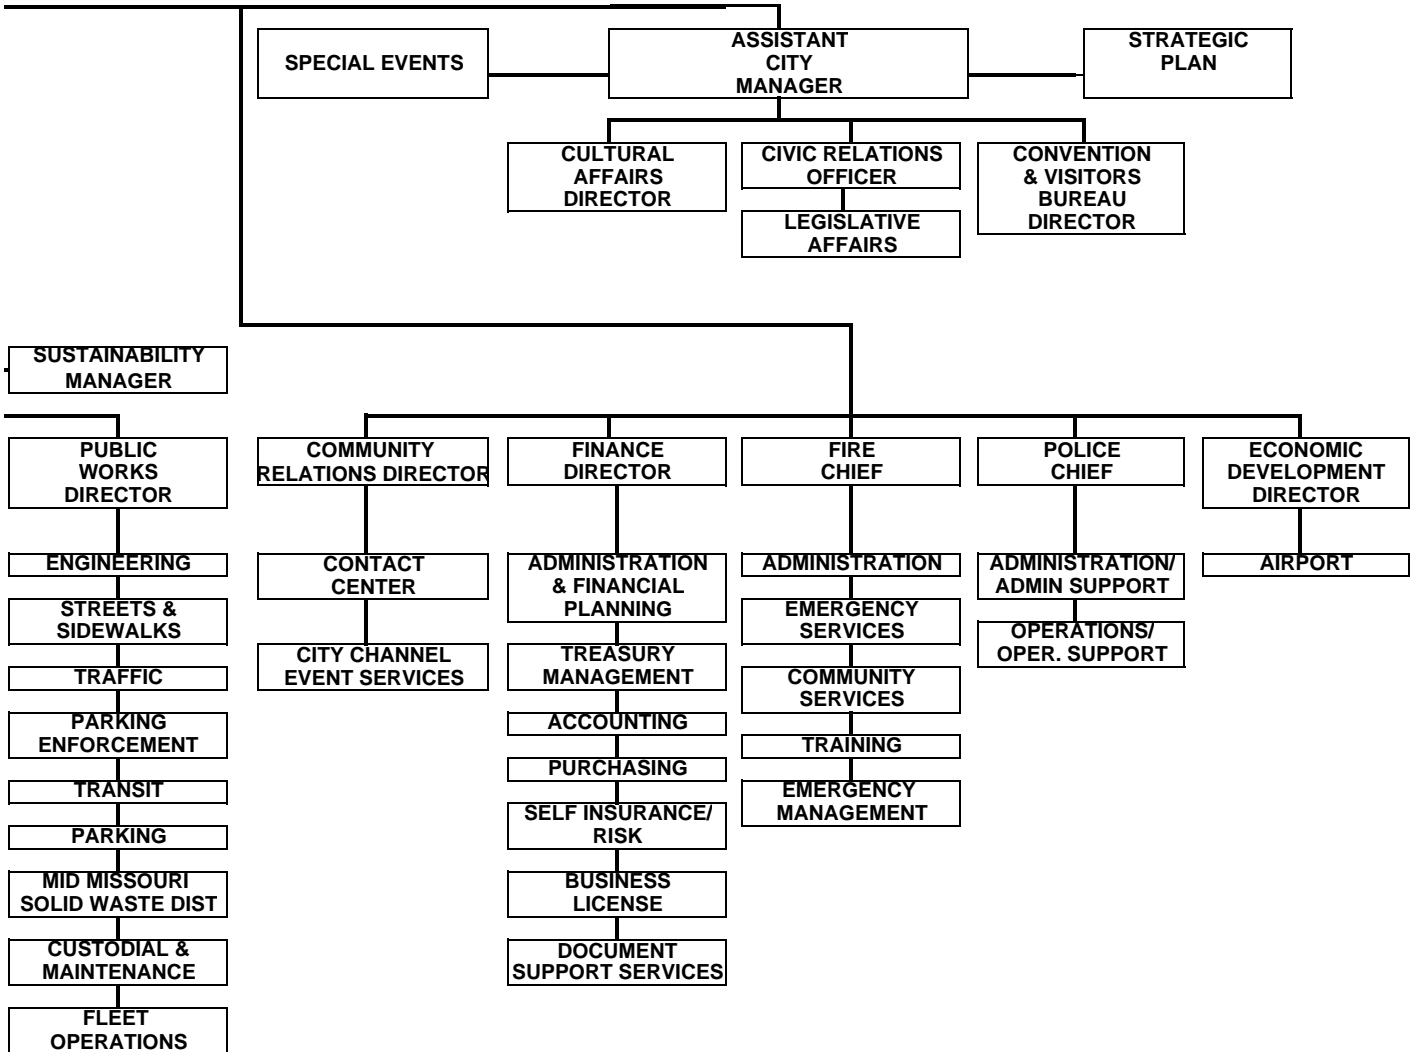 SPECIAL EVENTS
ASSISTANT
CITY
MANAGER
STRATEGIC
PLAN
CULTURAL
AFFAIRS
DIRECTOR
CIVIC RELATIONS
OFFICER
LEGISLATIVE
AFFAIRS
CONVENTION
& VISITORS
BUREAU
DIRECTOR
SUSTAINABILITY
MANAGER
PUBLIC
WORKS
DIRECTOR
ENGINEERING
STREETS &
SIDEWALKS
TRAFFIC
PARKING
ENFORCEMENT
TRANSIT
PARKING
MID MISSOURI
SOLID WASTE DIST
CUSTODIAL &
MAINTENANCE
FLEET
OPERATIONS
COMMUNITY
RELATIONS DIRECTOR
CONTACT
CENTER
CITY CHANNEL
EVENT SERVICES
FINANCE
DIRECTOR
ADMINISTRATION
& FINANCIAL
PLANNING
TREASURY
MANAGEMENT
ACCOUNTING
PURCHASING
SELF INSURANCE/
RISK
BUSINESS
LICENSE
DOCUMENT
SUPPORT SERVICES
FIRE
CHIEF
ADMINISTRATION
EMERGENCY
SERVICES
COMMUNITY
SERVICES
TRAINING
EMERGENCY
MANAGEMENT
POLICE
CHIEF
ADMINISTRATION/
ADMIN SUPPORT
OPERATIONS/
OPER. SUPPORT
ECONOMIC
DEVELOPMENT
DIRECTOR
AIRPORT